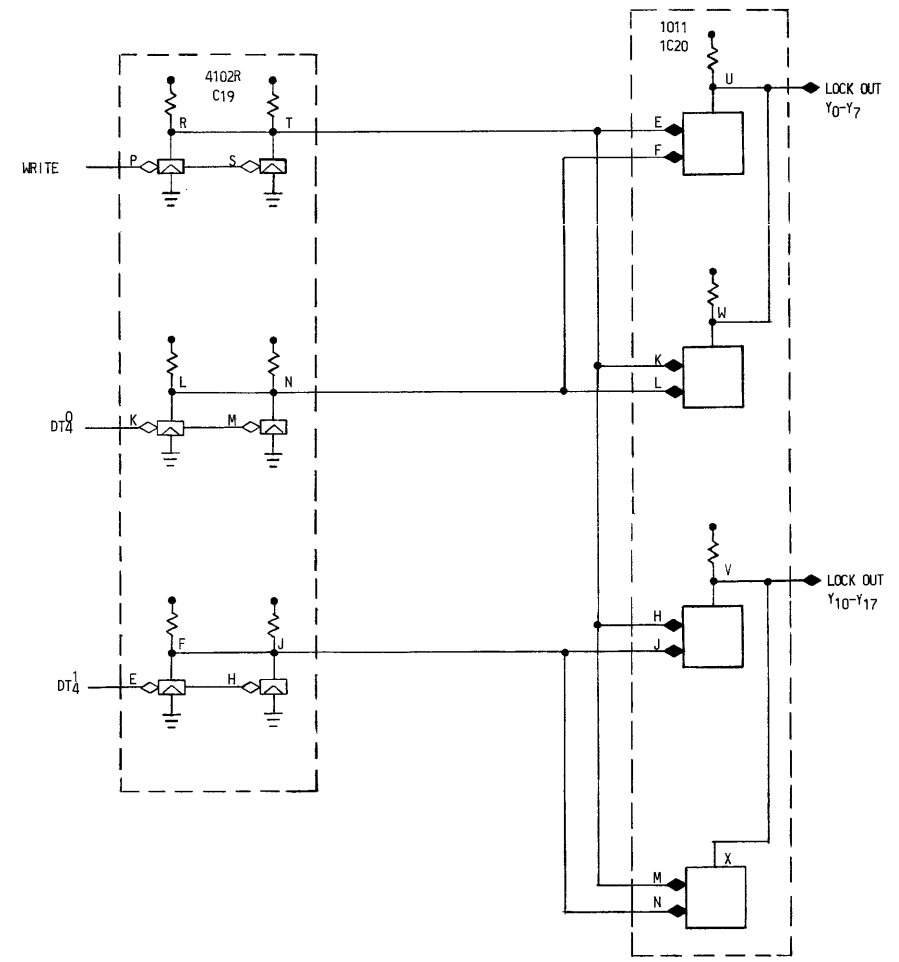 1011
1C20
4102R
C19
U
LOCK OUT
Y0-Y7
R
T
E
F
WRITE
P
S
W
K
L
L
N
DT4 0
K
M
V
LOCK OUT
Y10-Y17
H
J
F
J
DT4 1
E
H
X
M
N